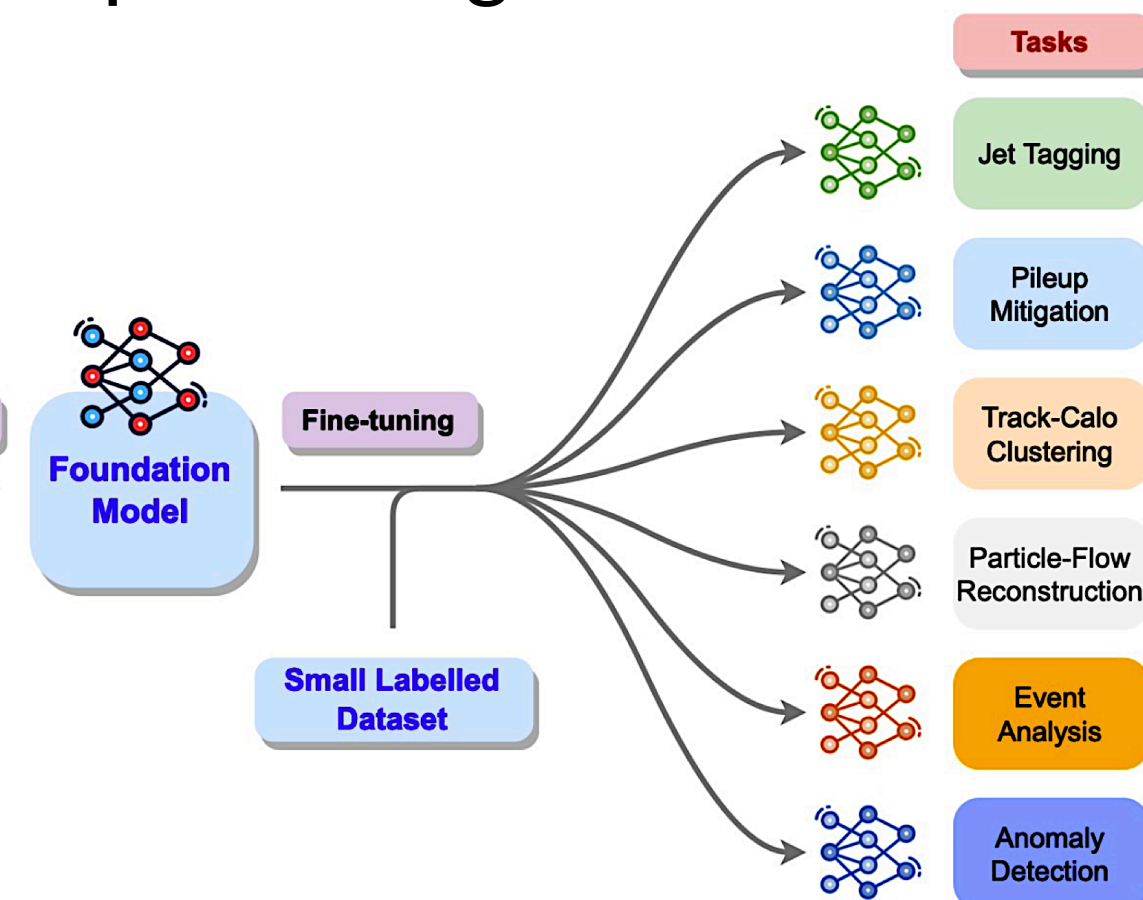 Tasks
Jet Tagging
Pileup
Mitigation
Fine-tuning
Track-Calo
Clustering
Foundation
Model
Particle-Flow
Reconstruction
Small Labelled
Dataset
Event
Analysis
Anomaly
Detection